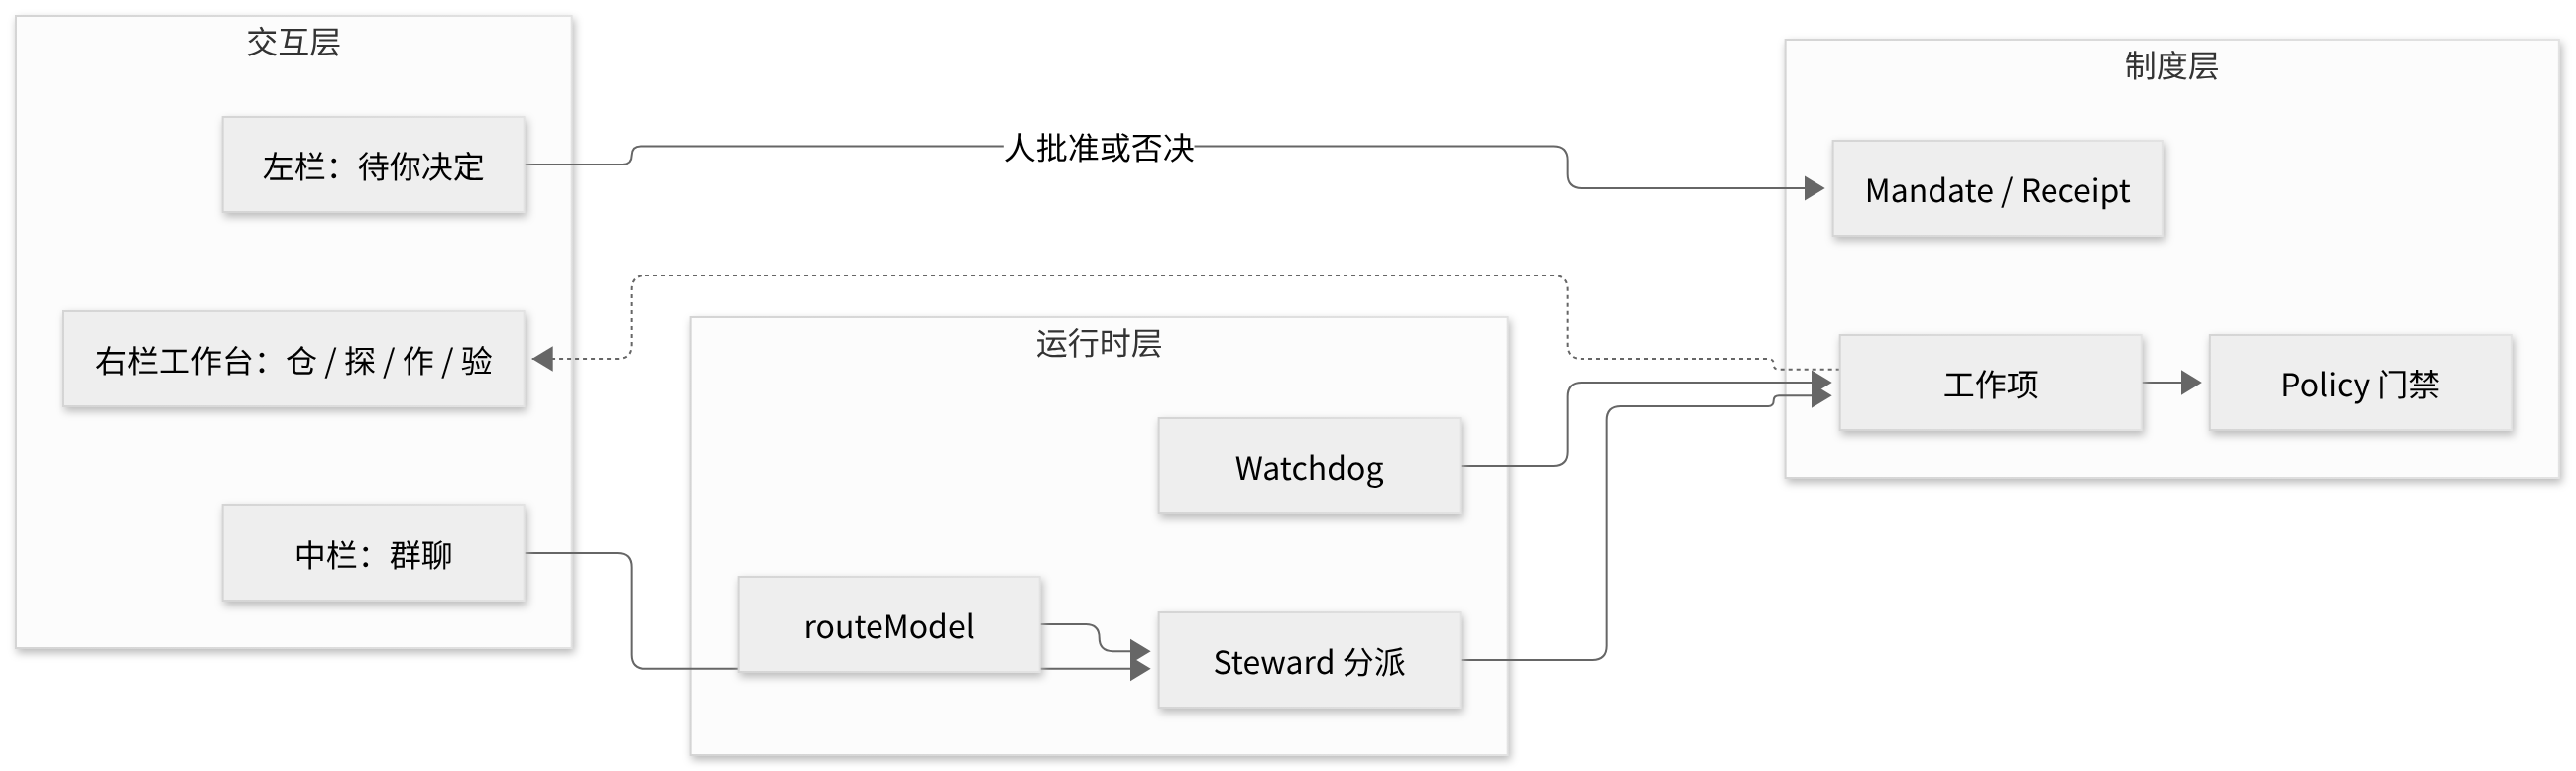 交互层
左栏：待你决定
右栏工作台：仓 / 探 / 作 / 验
中栏：群聊
人批准或否决
运行时层
Watchdog
routeModel
Steward 分派
制度层
Mandate / Receipt
工作项
Policy 门禁